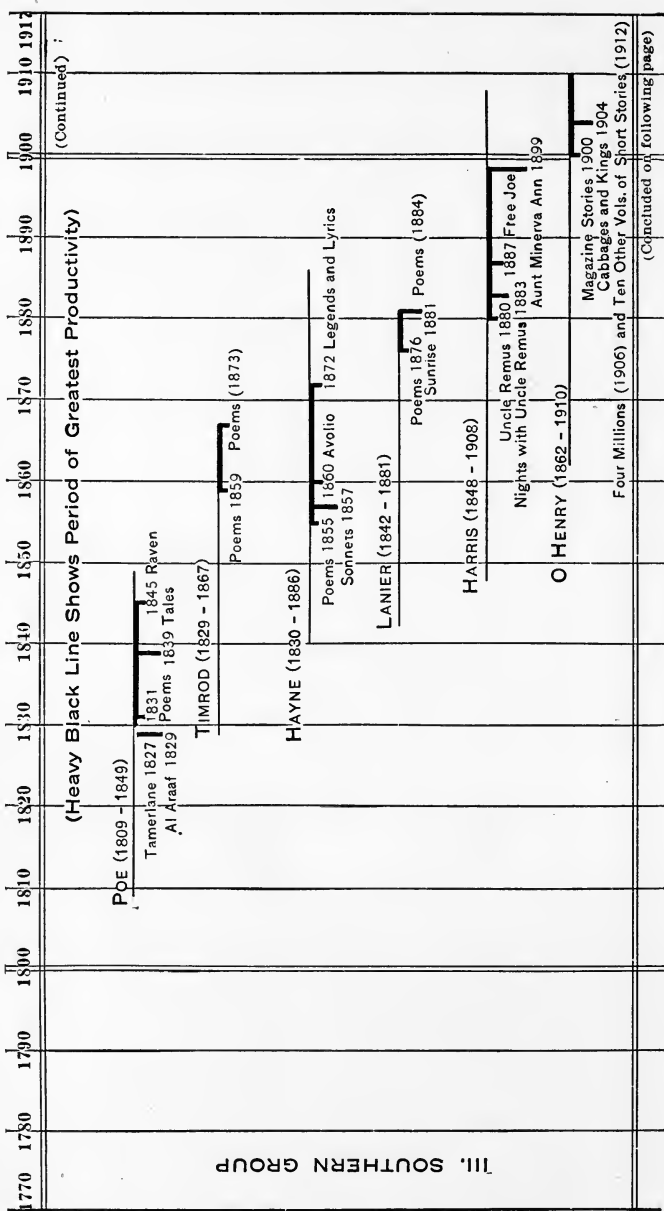 1770 1780 1790 1800 1810 1820 1830 1840 1850 1860 1870 1880 1890 1900 1910 1912
(Heavy Black Line Shows Period of Greatest Productivity)
(Continued)
III. SOUTHERN GROUP
POE (1809 – 1849)
Tamerlane 1827 1831 1845 Raven
Al Araaf 1829 Poems 1839 Tales
TIMROD (1829 – 1867)
Poems 1859 Poems (1873)
HAYNE (1830 – 1886)
Poems 1855 1860 Avolio 1872 Legends and Lyrics
Sonnets 1857
LANIER (1842 – 1881)
Poems 1876 Poems (1884)
Sunrise 1881
HARRIS (1848 – 1908)
Uncle Remus 1880 1887 Free Joe
Nights with Uncle Remus 1883 Aunt Minerva Ann 1899
O HENRY (1862 – 1910)
Magazine Stories 1900
Cabbages and Kings 1904
Four Millions (1906) and Ten Other Vols. of Short Stories (1912)
(Concluded on following page)